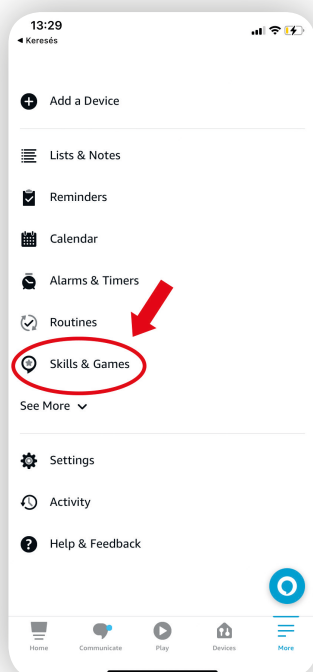 13:29
Keresés
Add a Device
Lists & Notes
Reminders
Calendar
Alarms & Timers
Routines
Skills & Games
See More
Settings
Activity
Help & Feedback
Home Communicate Play Devices More